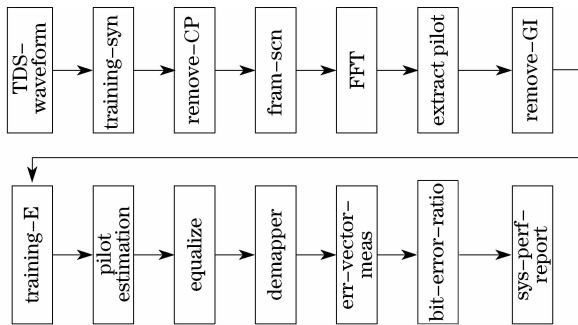 TDS-
waveform
training-syn
remove-CP
fram-scn
FFT
extract pilot
remove-GI
training-E
pilot
estimation
equalize
demapper
err-vector-
meas
bit-error-ratio
sys-perf-
report